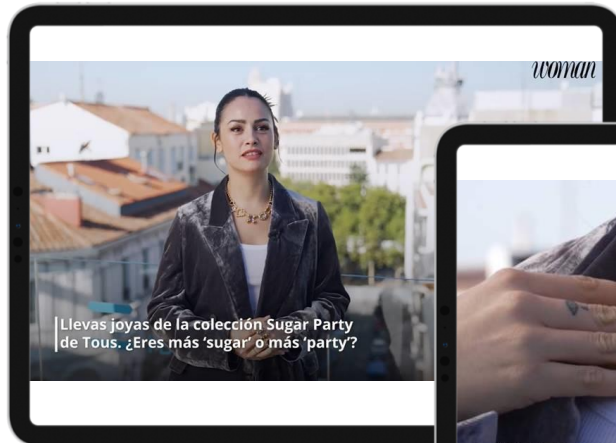 woman
Llevas joyas de la colección Sugar Party
de Tous. ¿Eres más ‘sugar’ o más ‘party’?